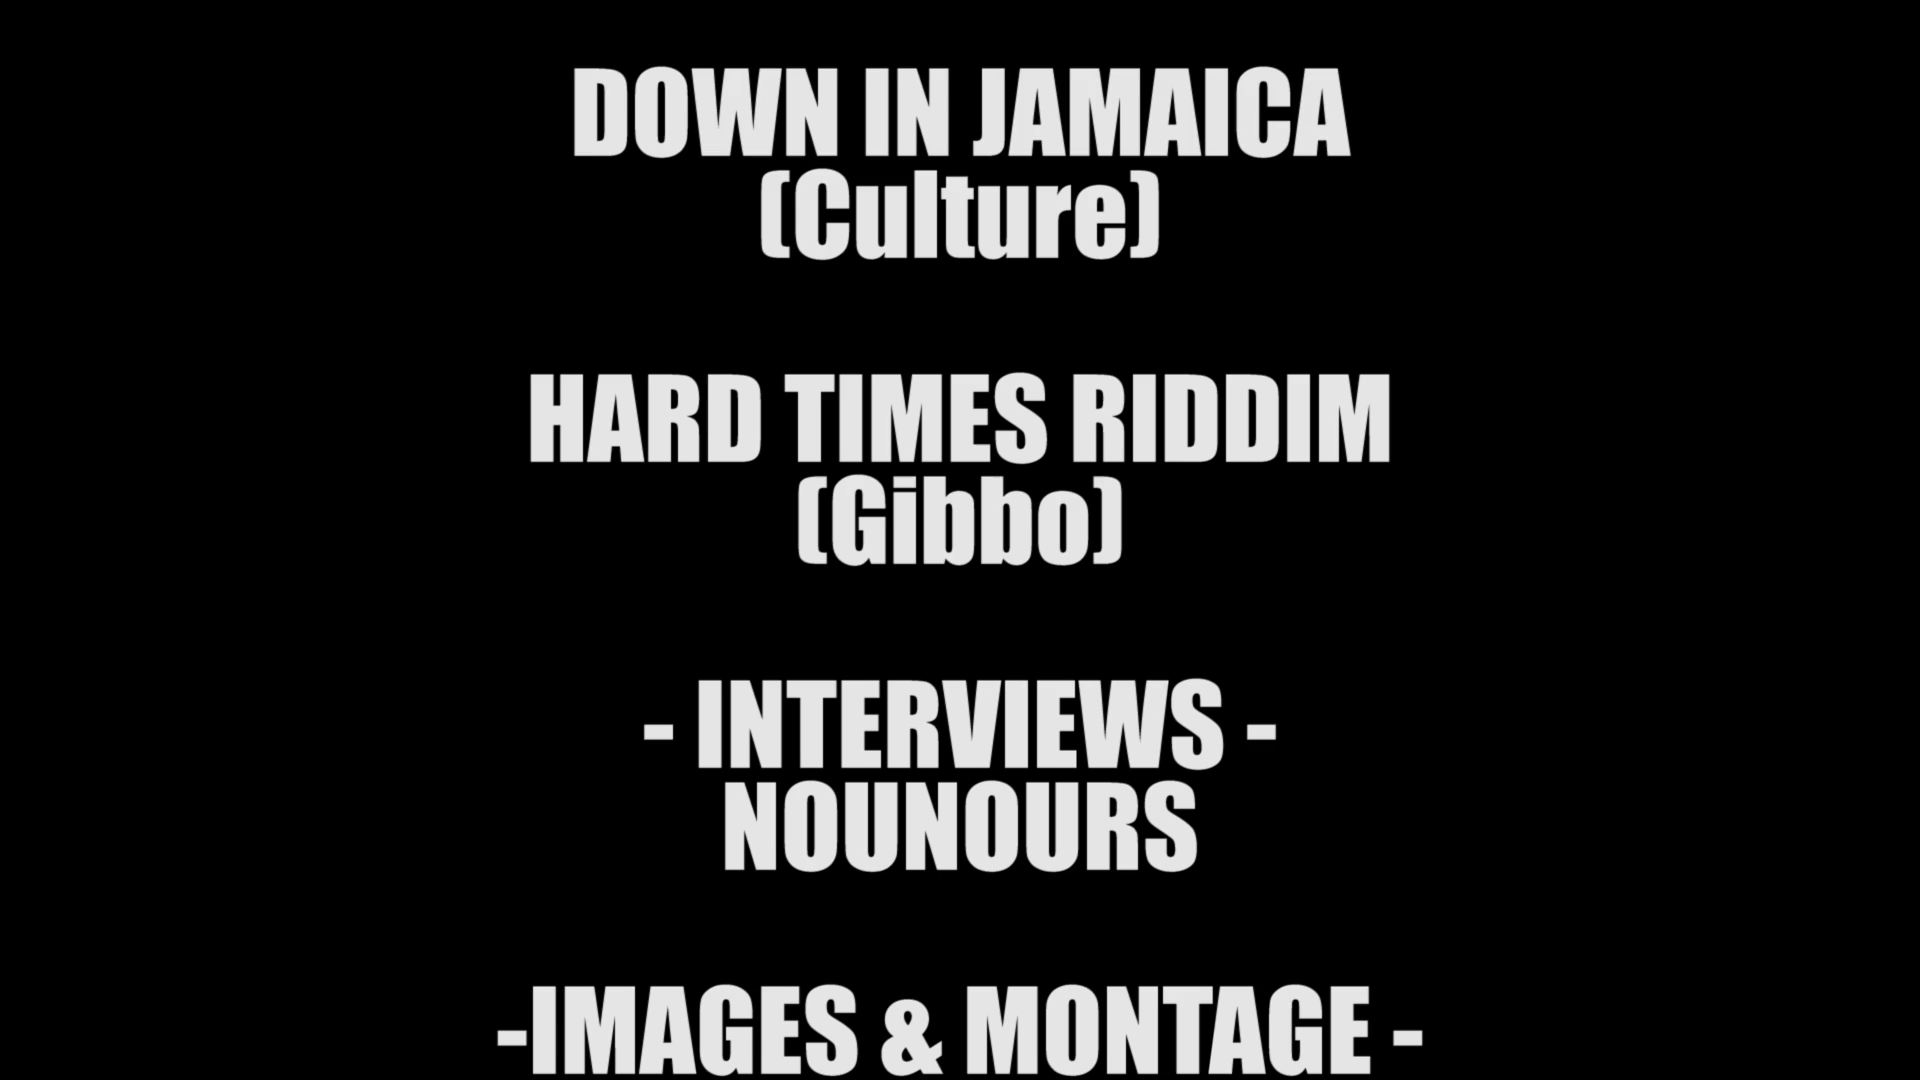 DOWN IN JAMAICA
(Culture)
HARD TIMES RIDDIM
(Gibbo)
- INTERVIEWS -
NOUNOURS
-IMAGES & MONTAGE -